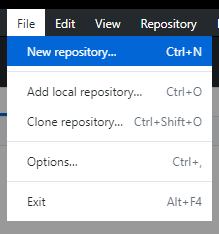 File Edit View Repository
New repository... Ctrl+N
Add local repository... Ctrl+O
Clone repository... Ctrl+Shift+O
Options... Ctrl+,
Exit Alt+F4